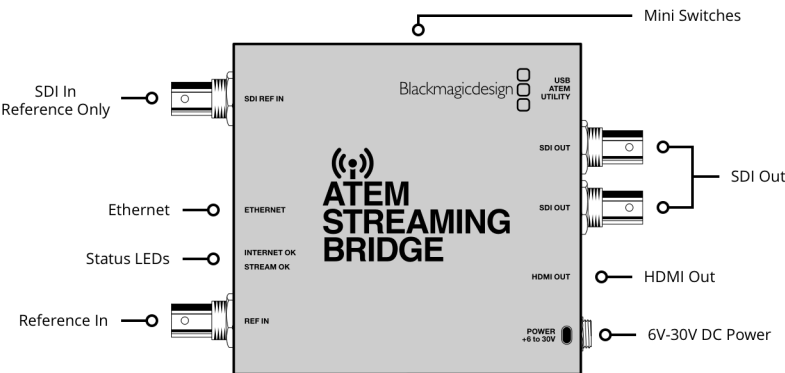 Mini Switches
SDI In
Reference Only
Ethernet
Status LEDs
Reference In
SDI REF IN
ETHERNET
INTERNET OK
STREAM OK
REF IN
Blackmagicdesign
ATEM
STREAMING
BRIDGE
USB
ATEM
UTILITY
SDI OUT
SDI OUT
HDMI OUT
POWER
+6 to 30V
SDI Out
HDMI Out
6V-30V DC Power